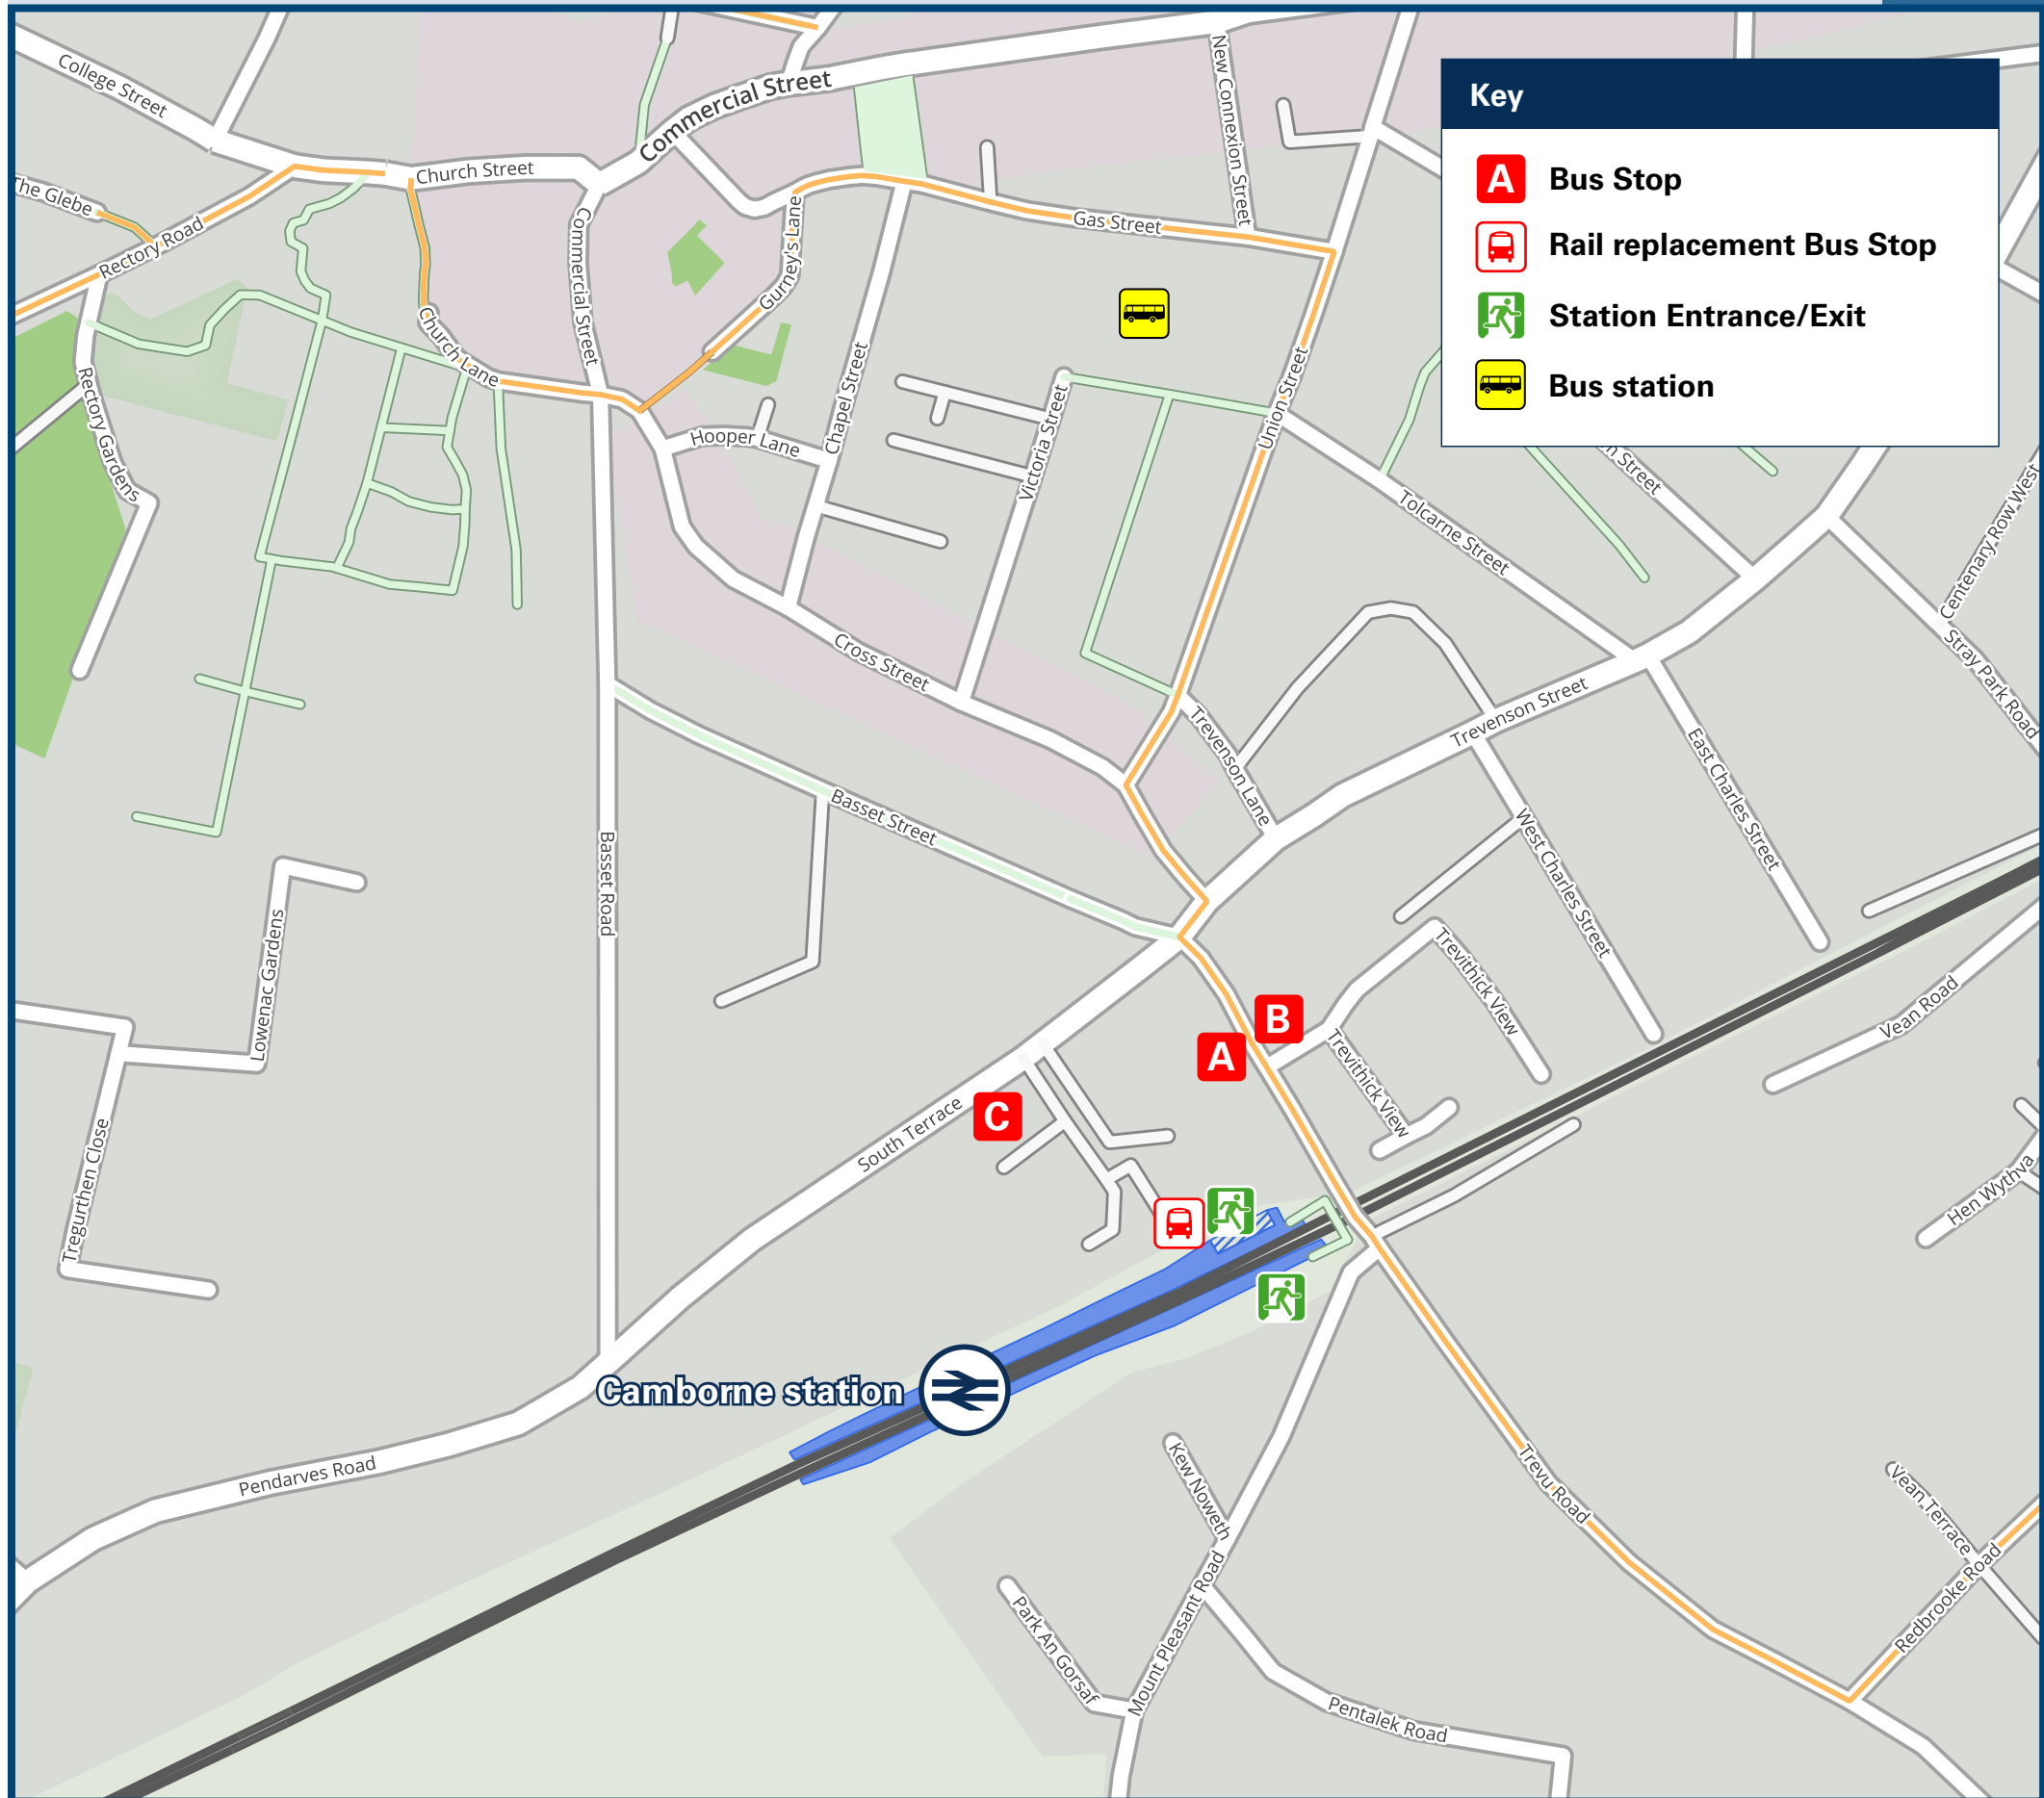 College Street
Commercial Street
New Connexion Street
Key
A Bus Stop
Rail replacement Bus Stop
Station Entrance/Exit
Bus station
Church Street
The Glebe
Rectory Road
Commercial Street
Gurney's Lane
Gas Street
Church Lane
Rectory Gardens
Chapel Street
Hooper Lane
Victoria Street
Union Street
Tolcarne Street
Street
Centenary Row West
Stray Park Road
Cross Street
Trevenson Lane
Trevenson Street
East Charles Street
West Charles Street
Basset Street
Basset Road
Lowenac Gardens
Trevithick View
Vean Road
B
A
Trevithick View
C
South Terrace
Tregurthen Close
Hen Wythva
Camborne station
Pendarves Road
Kew Noweth
Trevu Road
Vean Terrace
Redbrooke Road
Mount Pleasant Road
Park An Gorsaf
Pentalek Road